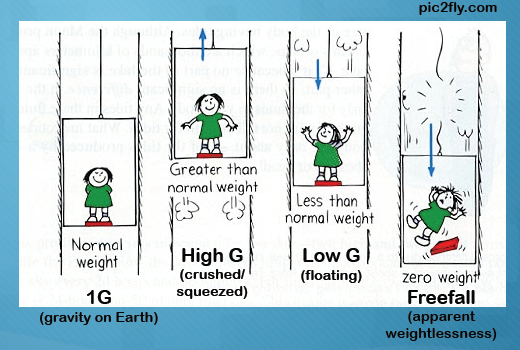 pic2fly.com
Normal
weight
1G
(gravity on Earth)
Greater than
normal weight
High G
(crushed/
squeezed)
Less than
normal weight
Low G
(floating)
zero weight
Freefall
(apparent
weightlessness)